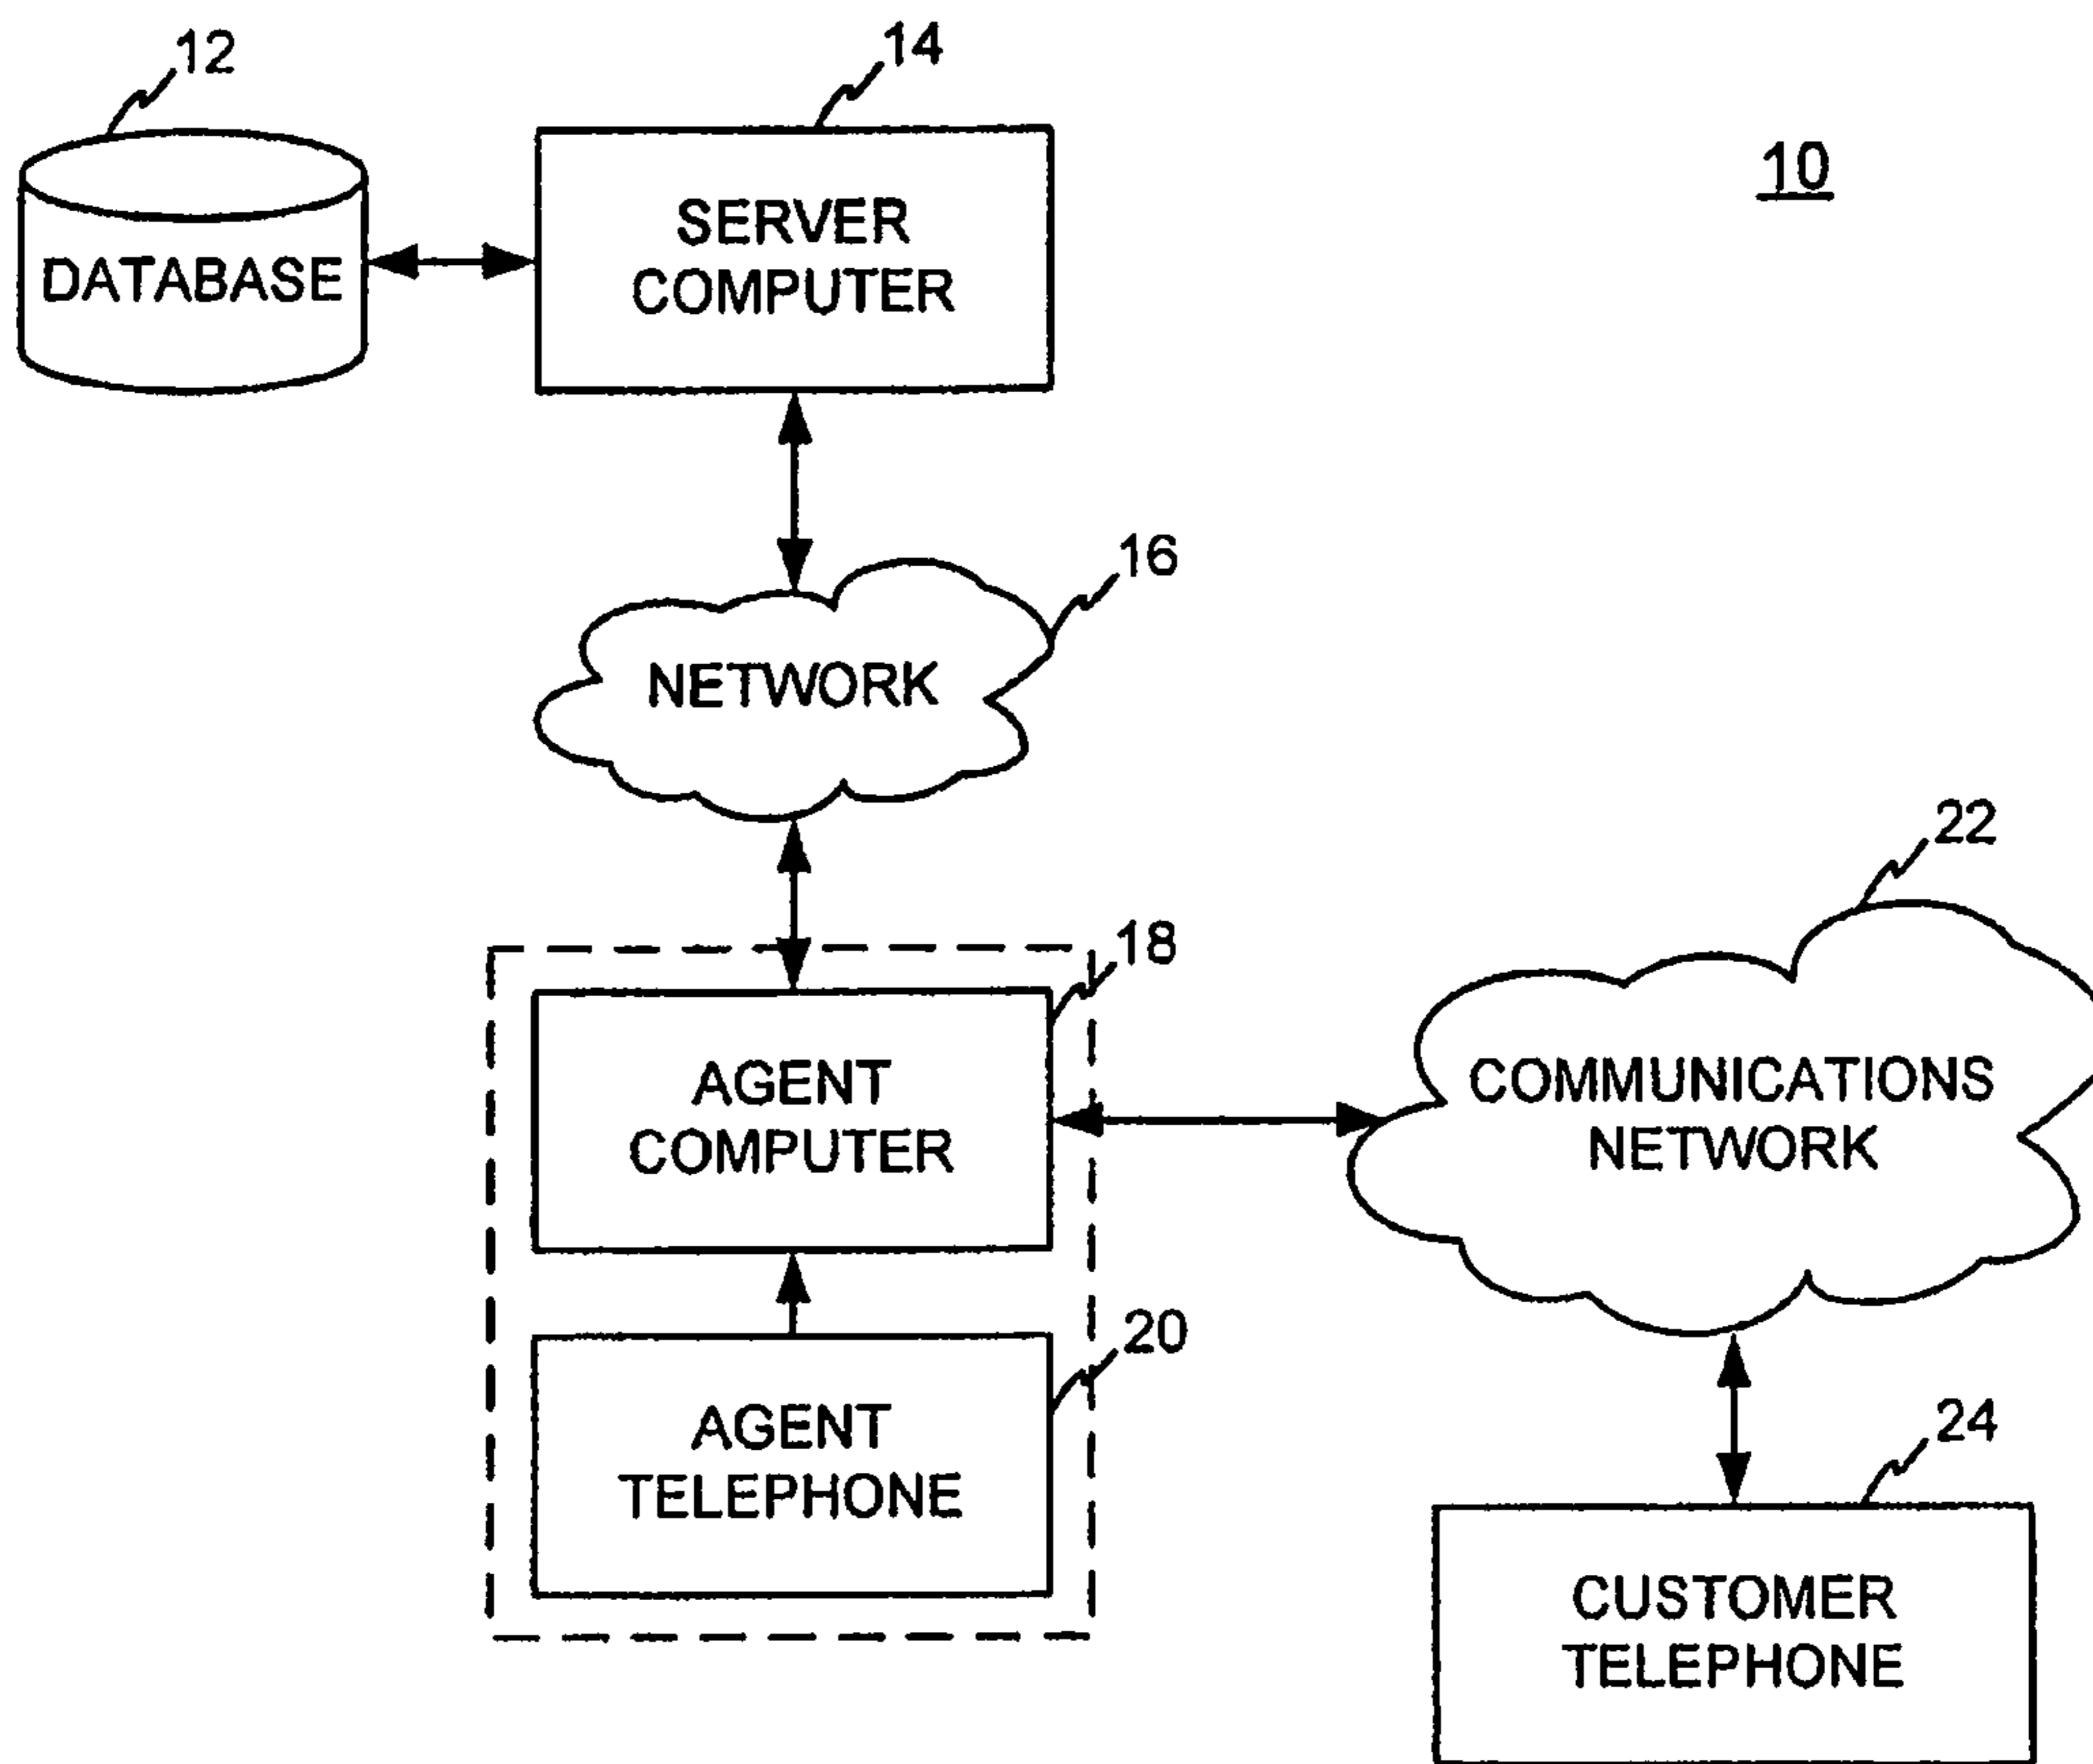 12
14
10
DATABASE
SERVER
COMPUTER
16
NETWORK
18
AGENT
COMPUTER
22
COMMUNICATIONS
NETWORK
20
AGENT
TELEPHONE
24
CUSTOMER
TELEPHONE